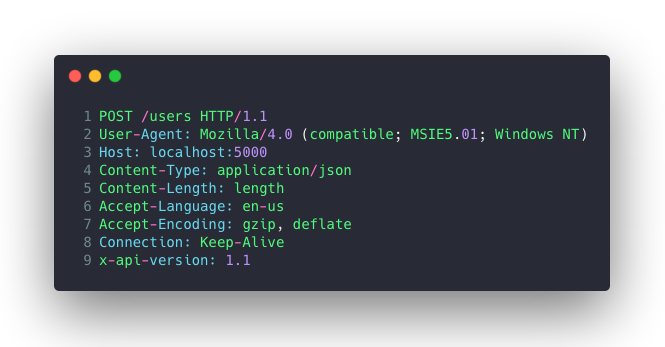 1 POST /users HTTP/1.1
2 User-Agent: Mozilla/4.0 (compatible; MSIE5.01; Windows NT)
3 Host: localhost:5000
4 Content-Type: application/json
5 Content-Length: length
6 Accept-Language: en-us
7 Accept-Encoding: gzip, deflate
8 Connection: Keep-Alive
9 x-api-version: 1.1